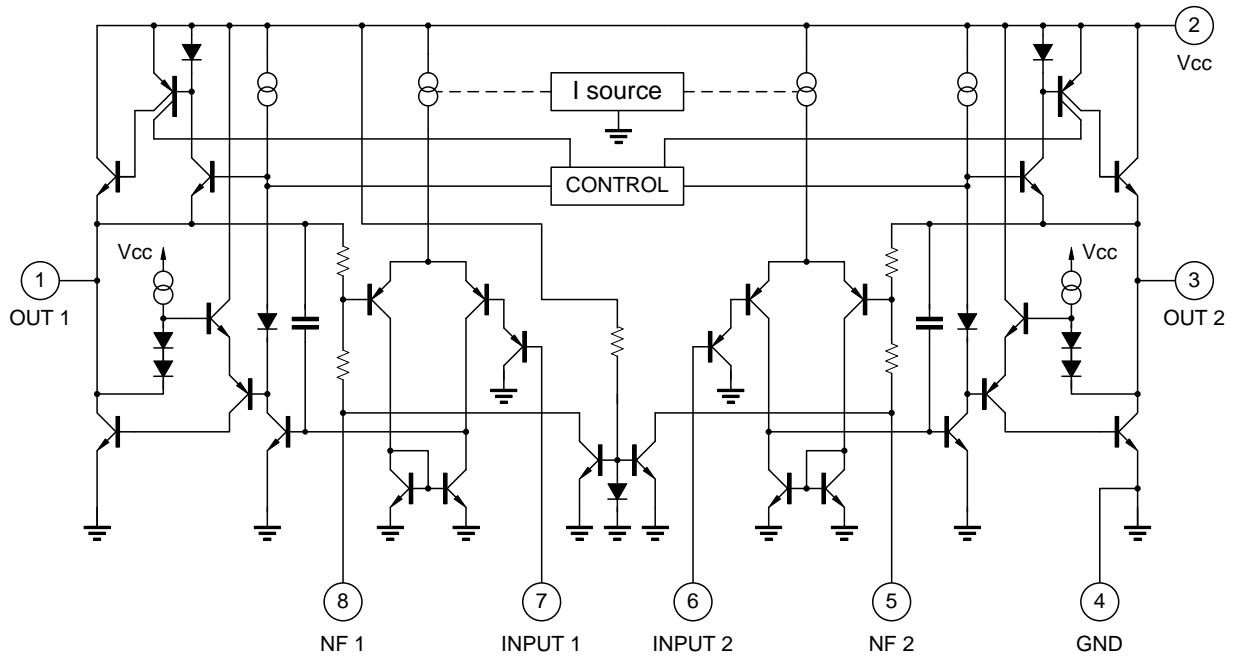 2
Vcc
I source
CONTROL
Vcc
Vcc
1
OUT 1
3
OUT 2
8
7
6
5
4
NF 1
INPUT 1
INPUT 2
NF 2
GND